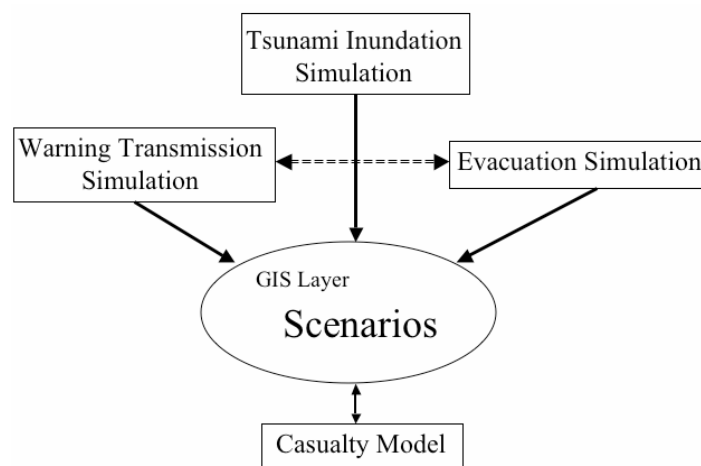 Tsunami Inundation
Simulation
Warning Transmission
Simulation
Evacuation Simulation
GIS Layer
Scenarios
Casualty Model